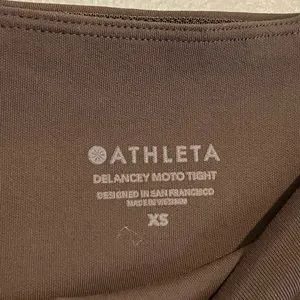 ATHLETA
DELANCEY MOTO TIGHT
DESIGNED IN SAN FRANCISCO
MADE IN VIETNAM
XS